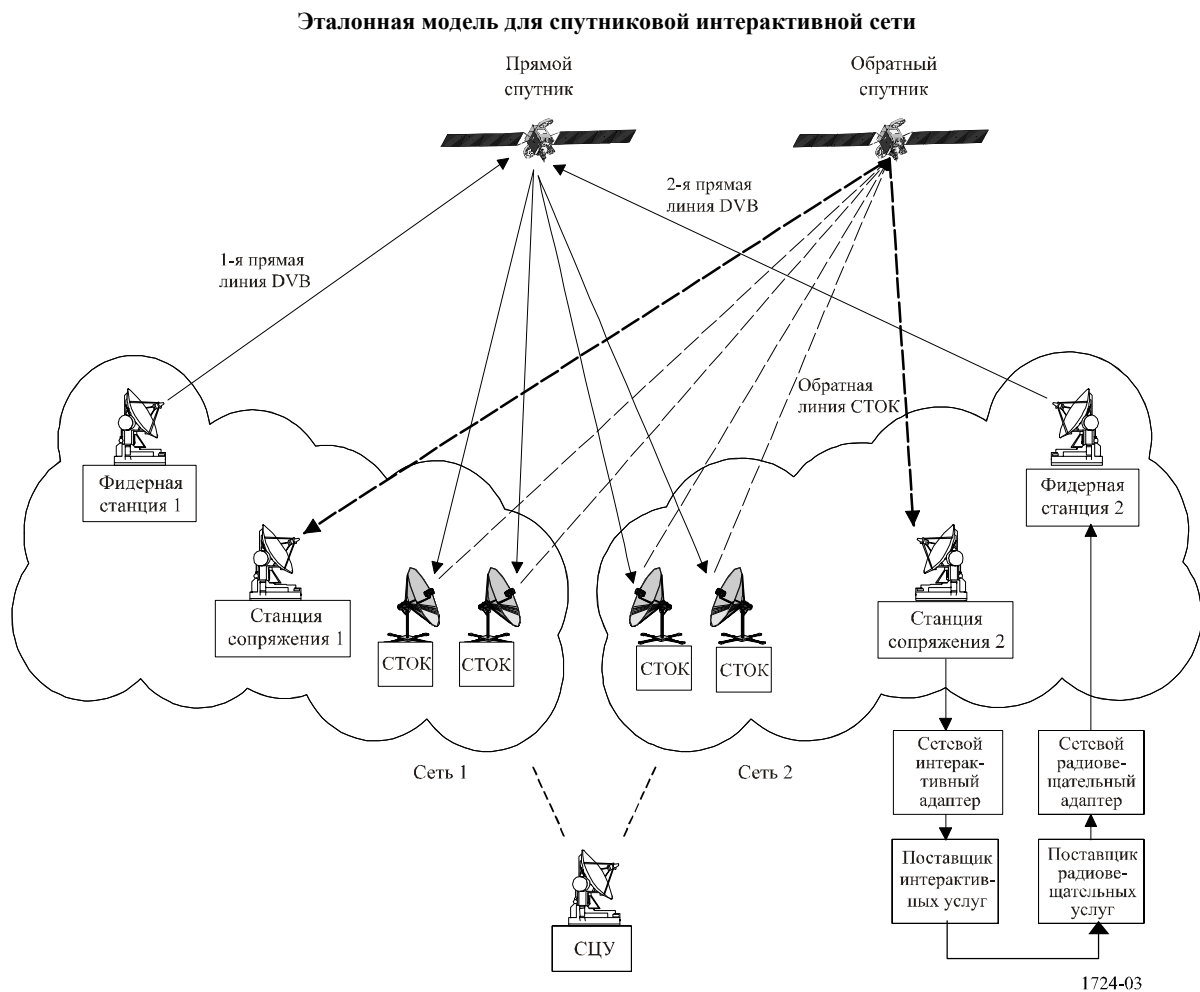 Эталонная модель для спутниковой интерактивной сети
Прямой
спутник
Обратный
спутник
2-я прямая
линия DVB
1-я прямая
линия DVB
Обратная
линия СТОК
Фидерная
станция 1
Фидерная
станция 2
Станция
сопряжения 1
Станция
сопряжения 2
СТОК
СТОК
СТОК
СТОК
Сеть 1
Сеть 2
Сетевой
интерак-
тивный
адаптер
Сетевой
радиове-
щательный
адаптер
Поставщик
интерактив-
ных услуг
Поставщик
радиове-
щательных
услуг
СЦУ
1724-03